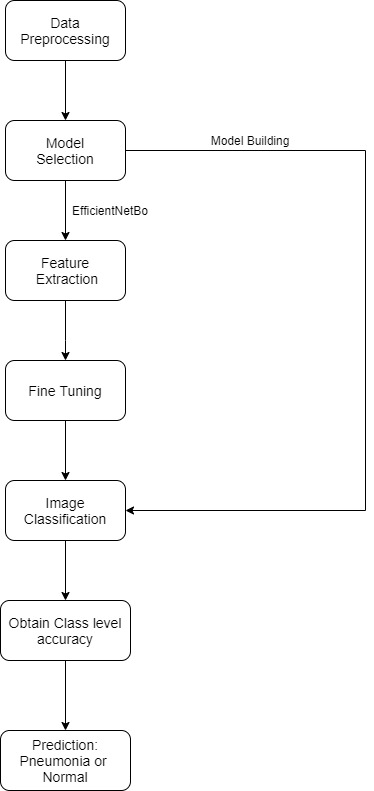 Data
Preprocessing
Model
Selection
Model Building
EfficientNetBo
Feature
Extraction
Fine Tuning
Image
Classification
Obtain Class level
accuracy
Prediction:
Pneumonia or
Normal